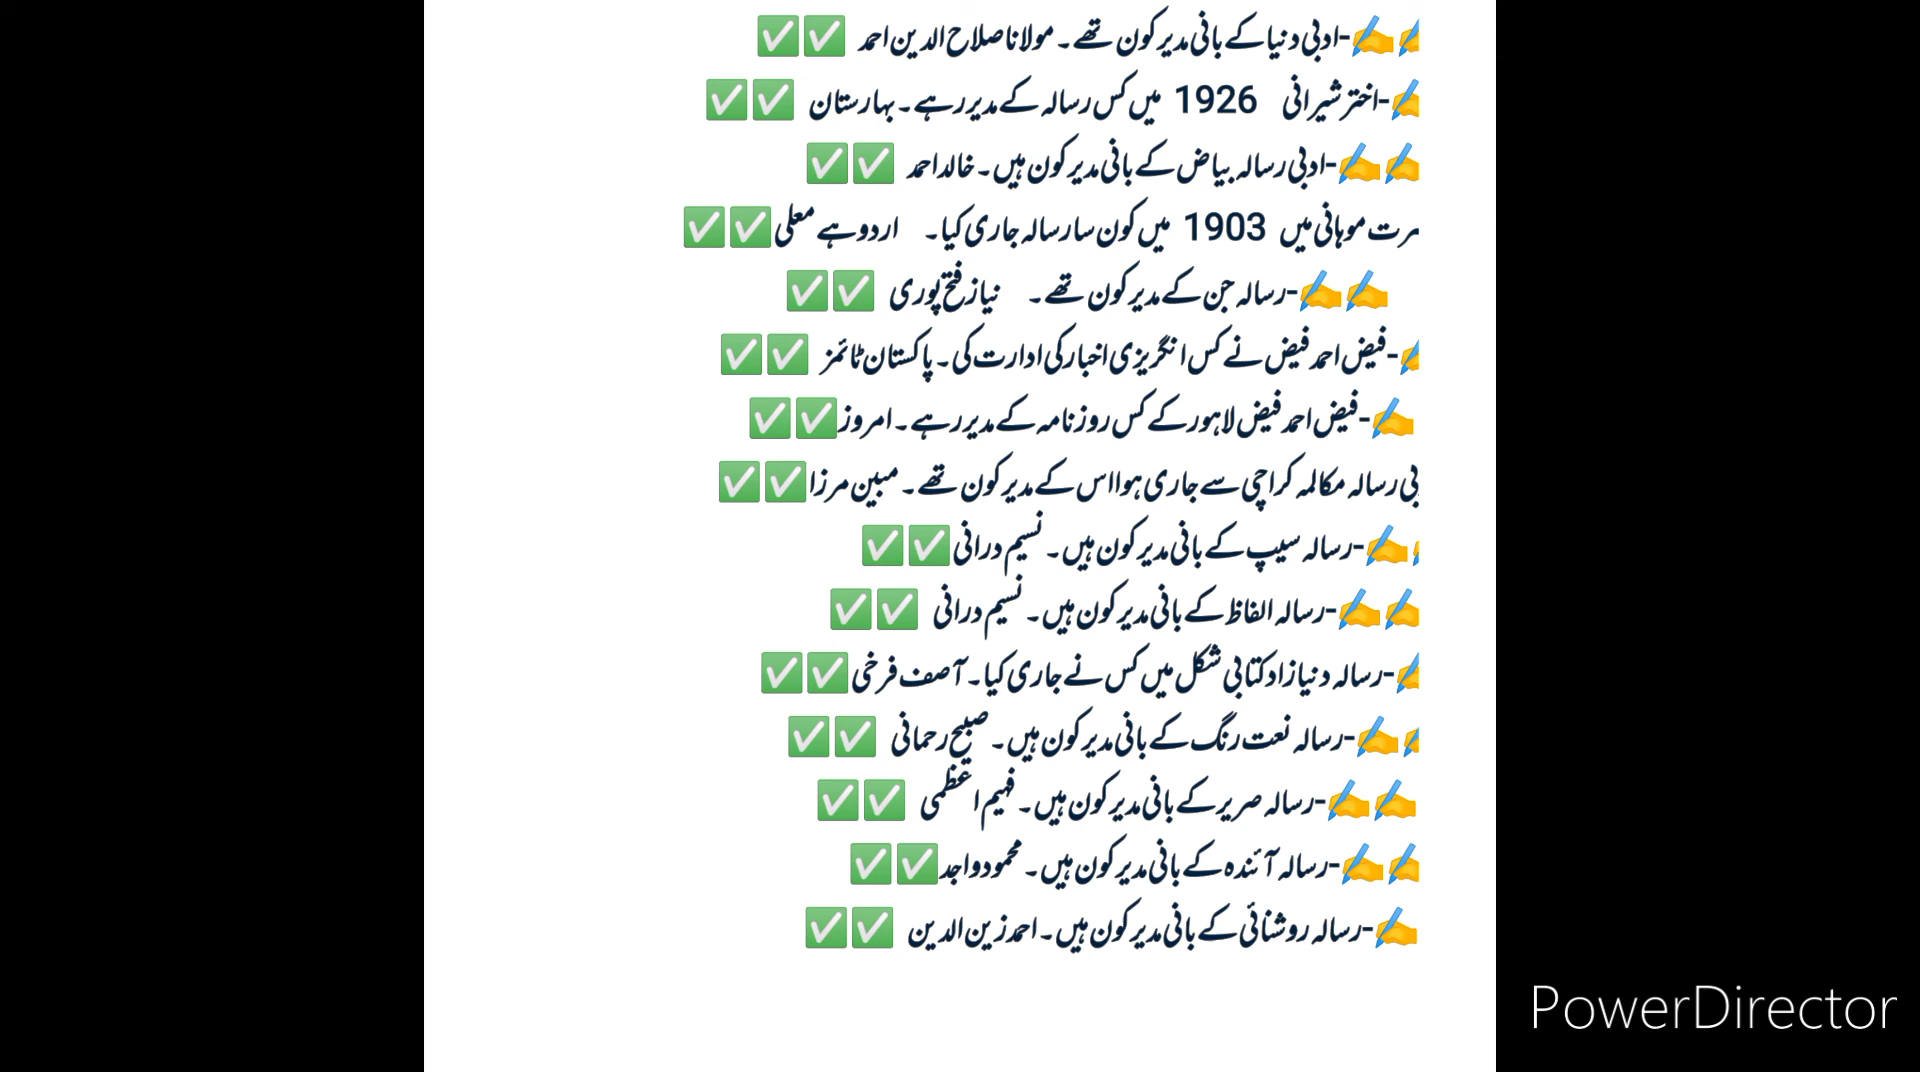 ✍✍-ادبی دنیا کے بانی مدیر کون تھے۔ مولانا صلاح الدین احمد ✅✅
✍-اختر شیرانی 1926 میں کس رسالہ کے مدیر رہے۔ بہارستان ✅✅
✍✍-ادبی رسالہ بیاض کے بانی مدیر کون ہیں۔ خالد احمد ✅✅
سرت موہانی میں 1903 میں کون سا رسالہ جاری کیا۔ اردو ہے معلی ✅✅
✍✍-رسالہ جن کے مدیر کون تھے۔ نیاز فتح پوری ✅✅
✍-فیض احمد فیض نے کس انگریزی اخبار کی ادارت کی۔ پاکستان ٹائمز ✅✅
✍-فیض احمد فیض لاہور کے کس روزنامہ کے مدیر رہے۔ امروز ✅✅
بی رسالہ مکالمہ کراچی سے جاری ہوا اس کے مدیر کون تھے۔ مبین مرزا ✅✅
✍✍-رسالہ سیپ کے بانی مدیر کون ہیں۔ نسیم درانی ✅✅
✍✍-رسالہ الفاظ کے بانی مدیر کون ہیں۔ نسیم درانی ✅✅
✍-رسالہ دنیا زاد کتابی شکل میں کس نے جاری کیا۔ آصف فرخی ✅✅
✍✍-رسالہ نعت رنگ کے بانی مدیر کون ہیں۔ صبیح رحمانی ✅✅
✍✍-رسالہ صریر کے بانی مدیر کون ہیں۔ فہیم اعظمی ✅✅
✍✍-رسالہ آئندہ کے بانی مدیر کون ہیں۔ محمود واجد ✅✅
✍-رسالہ روشنائی کے بانی مدیر کون ہیں۔ احمد زین الدین ✅✅
PowerDirector